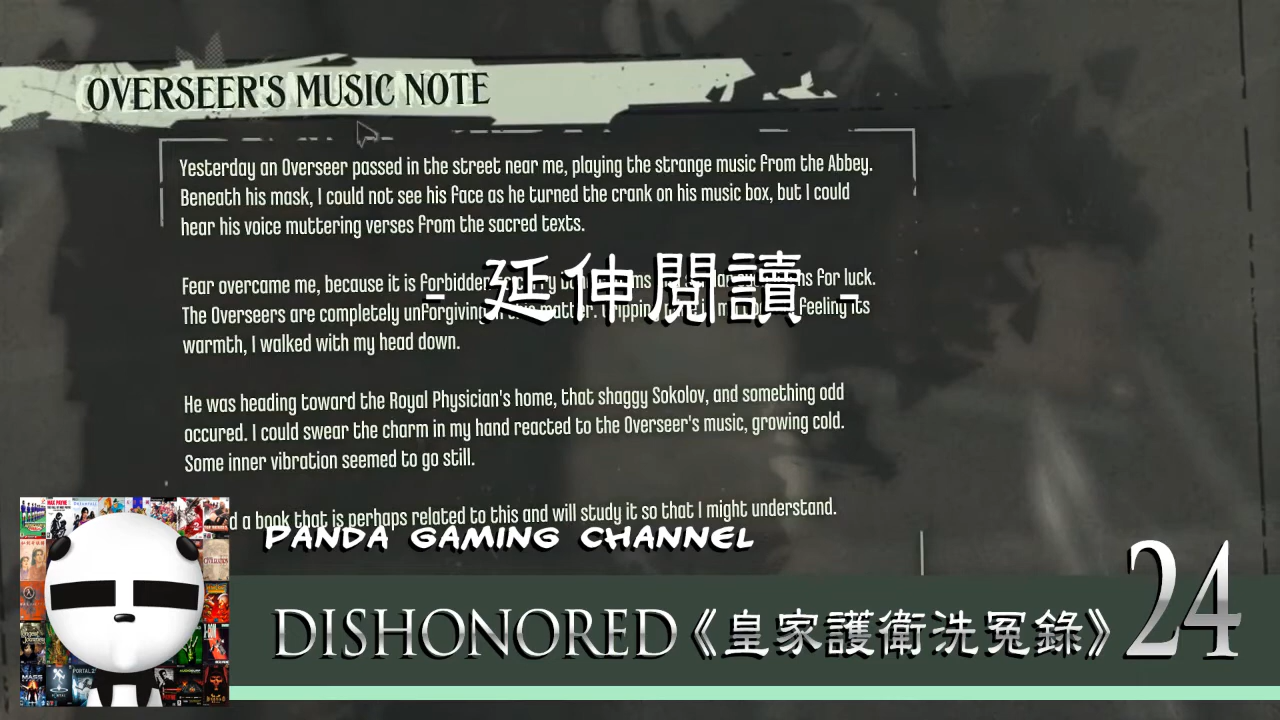 OVERSEER'S MUSIC NOTE
Yesterday an Overseer passed in the street near me, playing the strange music from the Abbey.
Beneath his mask, I could not see his face as he turned the crank on his music box, but I could
hear his voice muttering verses from the sacred texts.
Fear overcame me, because it is forbidden for luck.
- 延伸閱讀 -
The Overseers are completely unforgiving feeling its
warmth, I walked with my head down.
He was heading toward the Royal Physician's home, that shaggy Sokolov, and something odd
occured. I could swear the charm in my hand reacted to the Overseer's music, growing cold.
Some inner vibration seemed to go still.
a book that is perhaps related to this and will study it so that I might understand.
PANDA GAMING CHANNEL
DISHONORED《皇家護衛洗冤錄》24